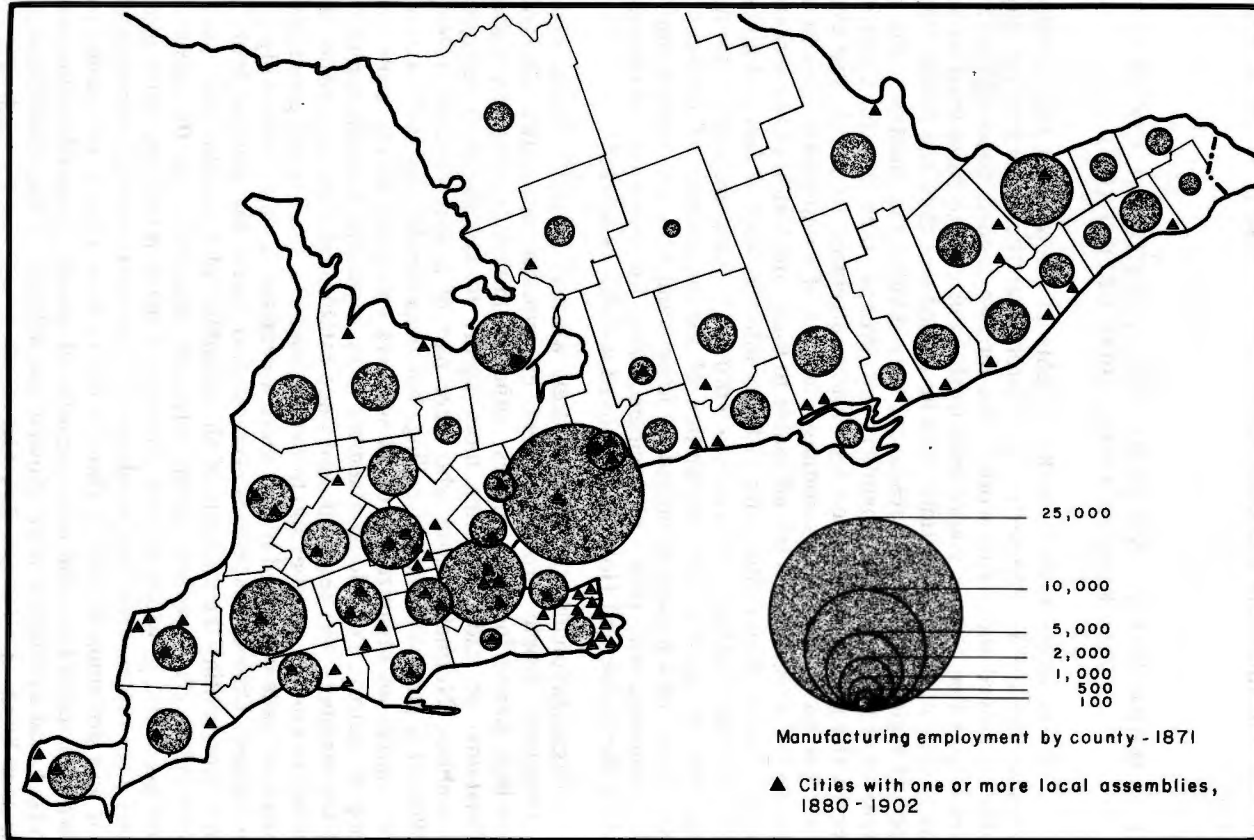 25,000
10,000
5,000
2,000
1,000
500
100
Manufacturing employment by county - 1871
▲ Cities with one or more local assemblies,
1880 - 1902